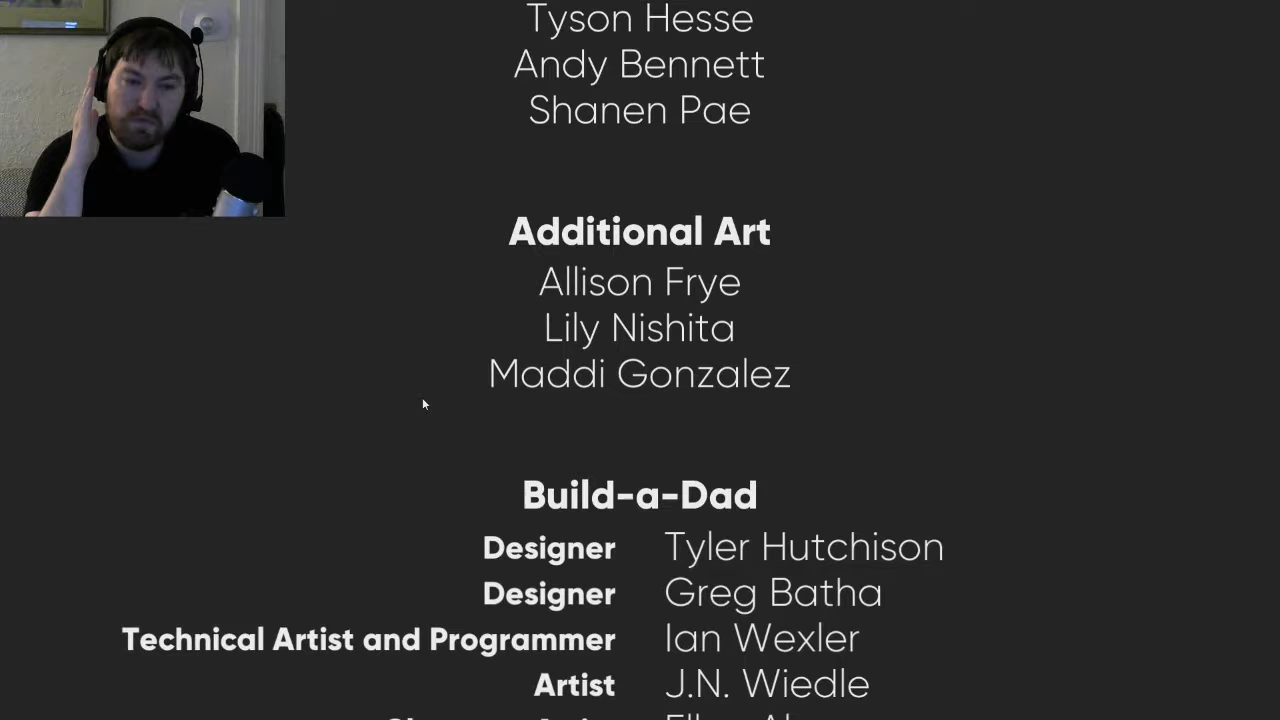 Tyson Hesse
Andy Bennett
Shanen Pae
Additional Art
Allison Frye
Lily Nishita
Maddi Gonzalez
Build-a-Dad
Designer Tyler Hutchison
Designer Greg Batha
Technical Artist and Programmer Ian Wexler
Artist J.N. Wiedle